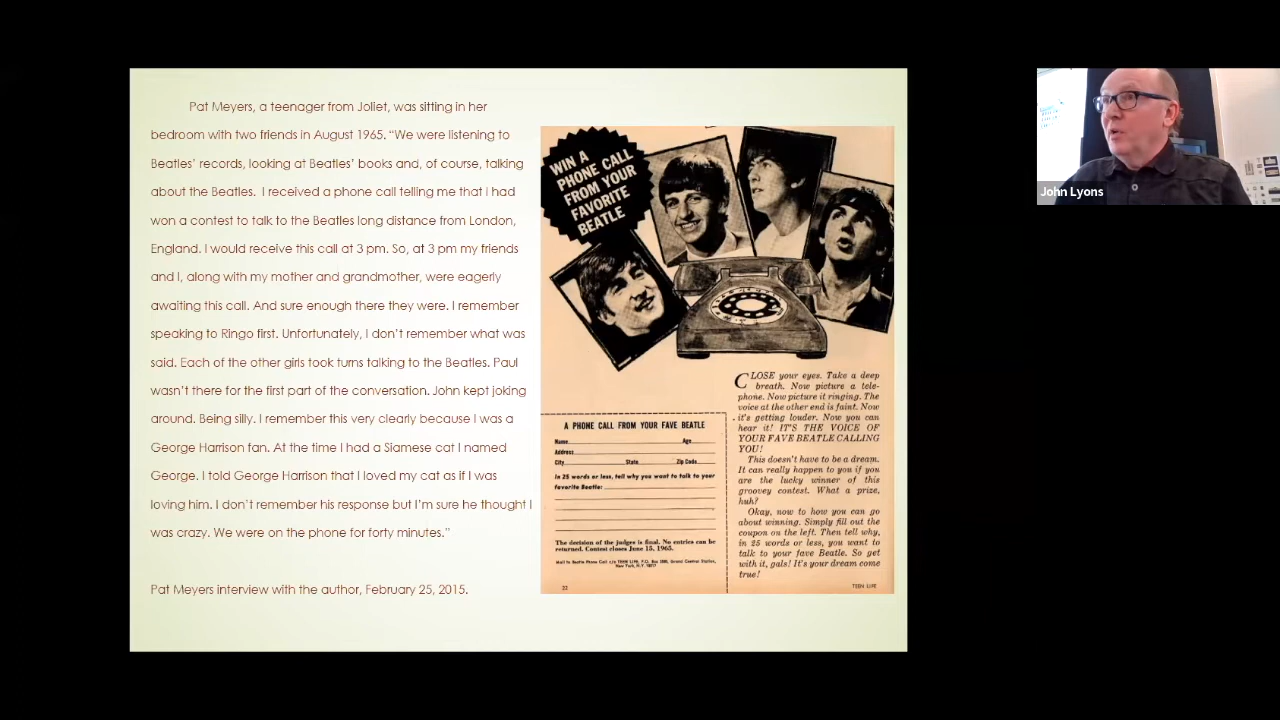 Pat Meyers, a teenager from Joliet, was sitting in her
bedroom with two friends in August 1965. "We were listening to
Beatles' records, looking at Beatles' books and, of course, talking
about the Beatles. I received a phone call telling me that I had
won a contest to talk to the Beatles long distance from London,
England. I would receive this call at 3 pm. So, at 3 pm my friends
and I, along with my mother and grandmother, were eagerly
awaiting this call. And sure enough there they were. I remember
speaking to Ringo first. Unfortunately, I don't remember what was
said. Each of the other girls took turns talking to the Beatles. Paul
wasn't there for the first part of the conversation. John kept joking
around. Being silly. I remember this very clearly because I was a
George Harrison fan. At the time I had a Siamese cat I named
George. I told George Harrison that I loved my cat as if I was
loving him. I don't remember his response but I'm sure he thought I
was crazy. We were on the phone for forty minutes."
Pat Meyers interview with the author, February 25, 2015.
WIN A
PHONE CALL
FROM YOUR
FAVORITE
BEATLE
A PHONE CALL FROM YOUR FAVE BEATLE
Name Age
Address
City State Zip Code
In 25 words or less, tell why you want to talk to your
favorite Beatle:
The decision of the judges is final. No entries can be
returned. Contest closes June 15, 1965.
Mail to Beatle Phone Call c/o TEEN LIFE, P.O. Box Grand Central Station,
New York, N.Y. 10017
22
CLOSE your eyes. Take a deep
breath. Now picture a tele-
phone. Now picture it ringing. The
voice at the other end is faint. Now
it's getting louder. Now you can
hear it! IT'S THE VOICE OF
YOUR FAVE BEATLE CALLING
YOU!
This doesn't have to be a dream.
It can really happen to you if you
are the lucky winner of this
groovey contest. What a prize,
huh?
Okay, now to how you can go
about winning. Simply fill out the
coupon on the left. Then tell why,
in 25 words or less, you want to
talk to your fave Beatle. So get
with it, gals! It's your dream come
true!
TEEN LIFE
John Lyons